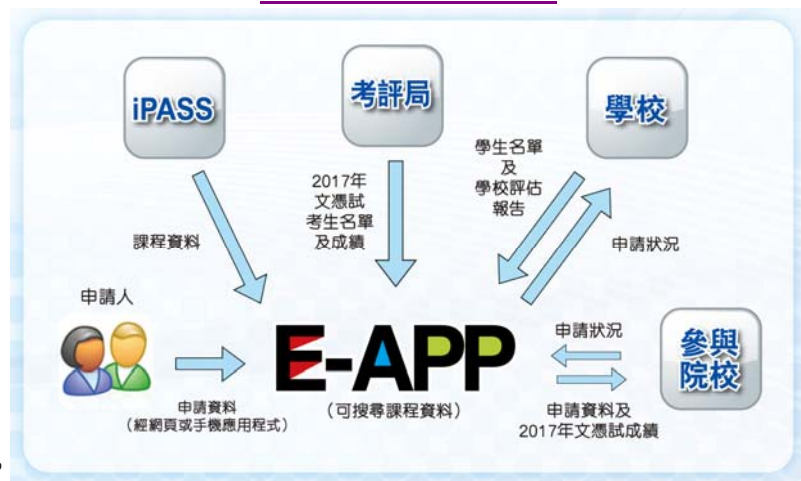 iPASS
考評局
學校
課程資料
2017年
文憑試
考生名單
及成績
學生名單
及
學校評估
報告
申請狀況
申請人
申請資料
(經網頁或手機應用程式)
E-APP
(可搜尋課程資料)
申請狀況
申請資料及
2017年文憑試成績
參與
院校